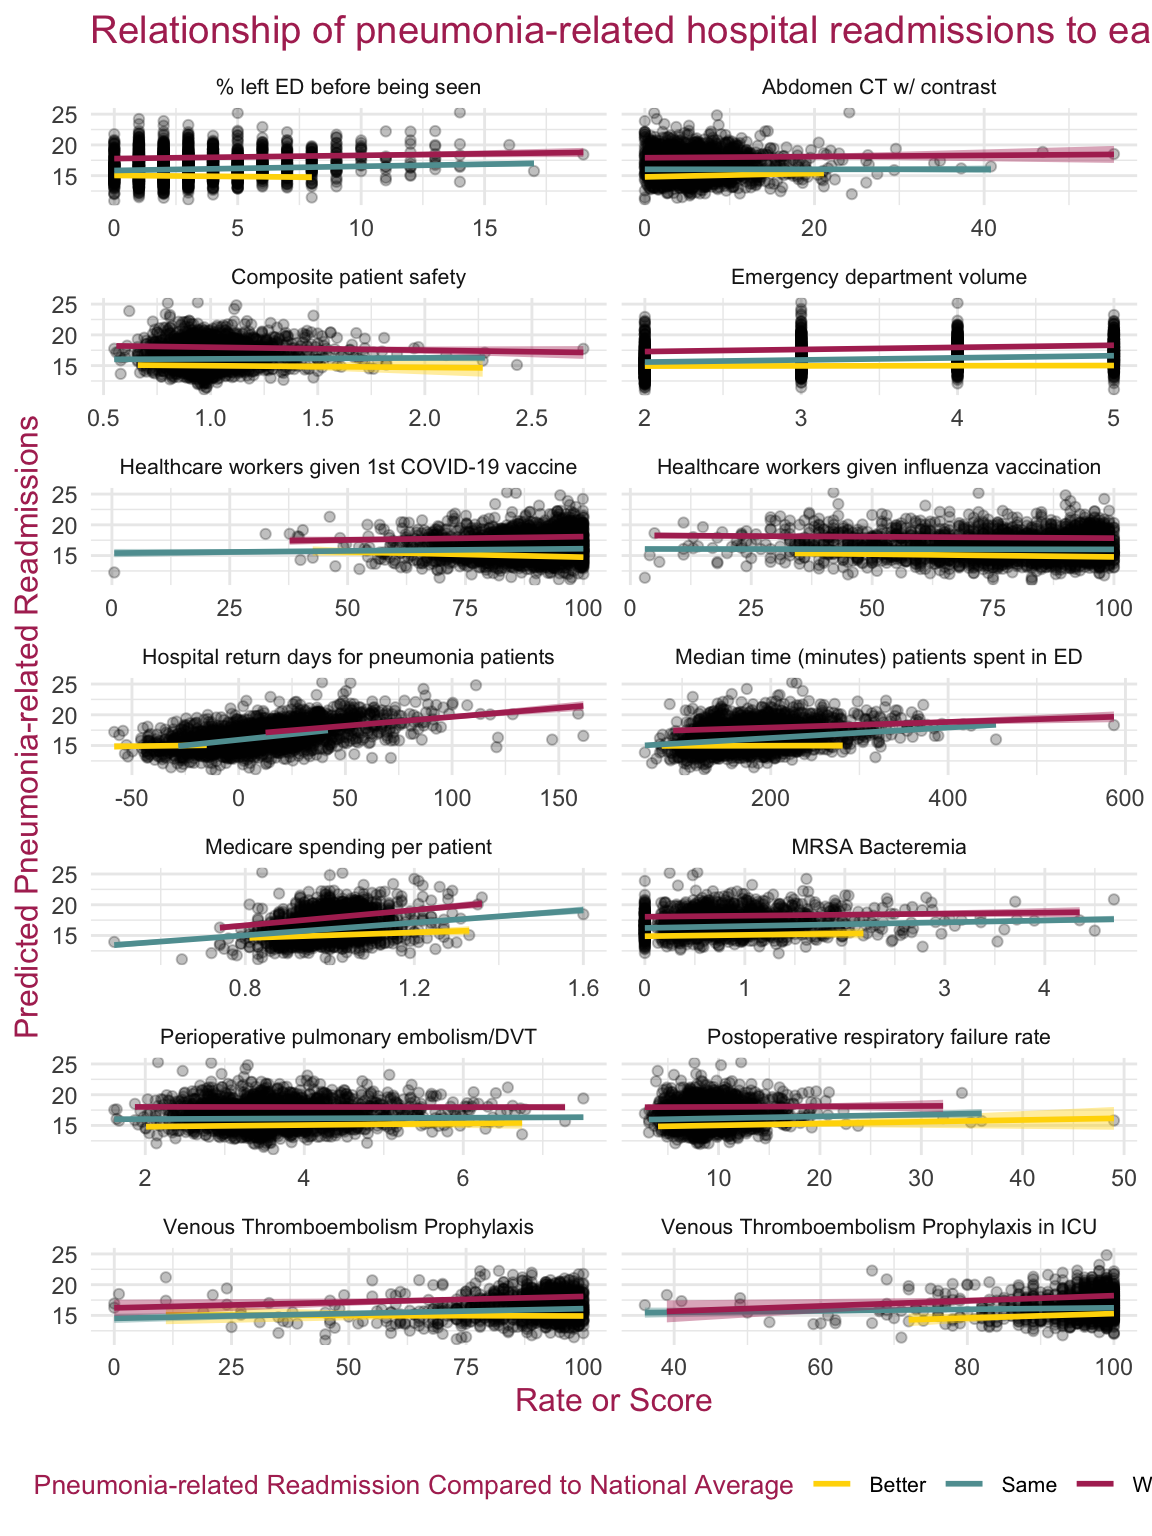 Relationship of pneumonia-related hospital readmissions to ea
% left ED before being seen
Abdomen CT w/ contrast
25
20
15
0 5 10 15
0 20 40
Composite patient safety
Emergency department volume
25
20
15
0.5 1.0 1.5 2.0 2.5
2 3 4 5
Healthcare workers given 1st COVID-19 vaccine
Healthcare workers given influenza vaccination
25
20
15
0 25 50 75 100
0 25 50 75 100
Hospital return days for pneumonia patients
Median time (minutes) patients spent in ED
25
20
15
-50 0 50 100 150
200 400 600
Medicare spending per patient
MRSA Bacteremia
25
20
15
0.8 1.2 1.6
0 1 2 3 4
Perioperative pulmonary embolism/DVT
Postoperative respiratory failure rate
25
20
15
2 4 6
10 20 30 40 50
Venous Thromboembolism Prophylaxis
Venous Thromboembolism Prophylaxis in ICU
25
20
15
0 25 50 75 100
40 60 80 100
Predicted Pneumonia-related Readmissions
Rate or Score
Pneumonia-related Readmission Compared to National Average Better Same W